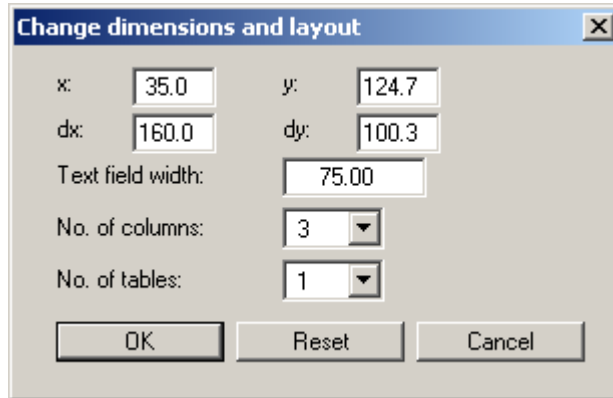 Change dimensions and layout
x: 35.0 y: 124.7
dx: 160.0 dy: 100.3
Text field width: 75.00
No. of columns: 3
No. of tables: 1
OK Reset Cancel